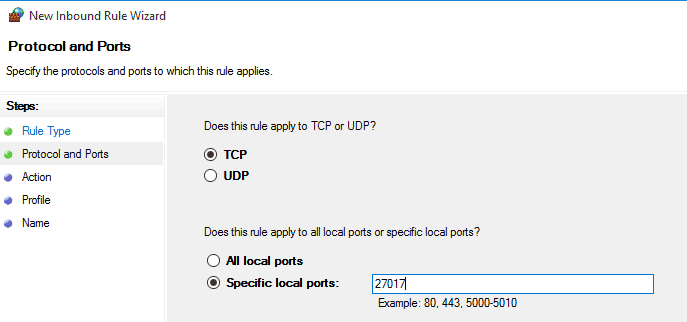 New Inbound Rule Wizard
Protocol and Ports
Specify the protocols and ports to which this rule applies.
Steps:
Rule Type
Protocol and Ports
Action
Profile
Name
Does this rule apply to TCP or UDP?
TCP
UDP
Does this rule apply to all local ports or specific local ports?
All local ports
Specific local ports: 27017
Example: 80, 443, 5000-5010